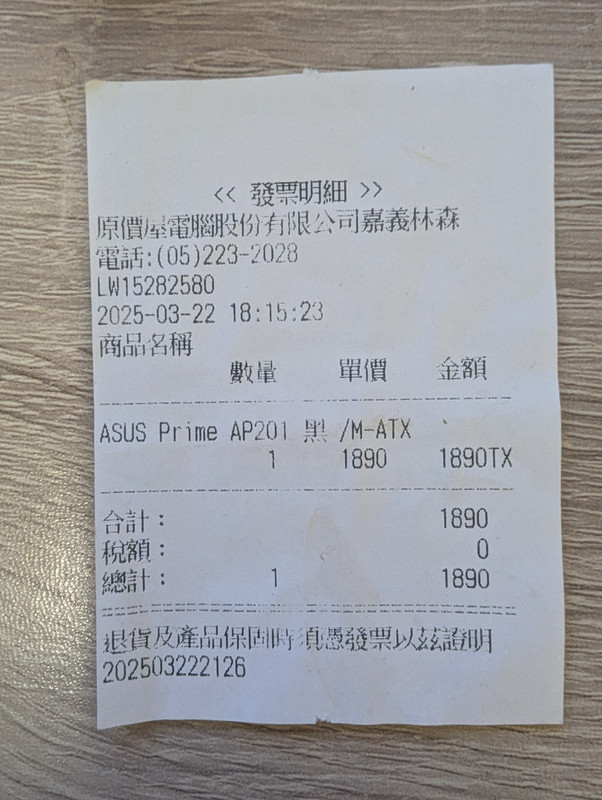 << 發票明細 >>
原價屋電腦股份有限公司嘉義林森
電話:(05)223-2028
LW15282580
2025-03-22 18:15:23
商品名稱
數量 單價 金額
ASUS Prime AP201 黑 /M-ATX
1 1890 1890TX
合計: 1890
稅額: 0
總計: 1 1890
退貨及產品保固時須憑發票以茲證明
202503222126